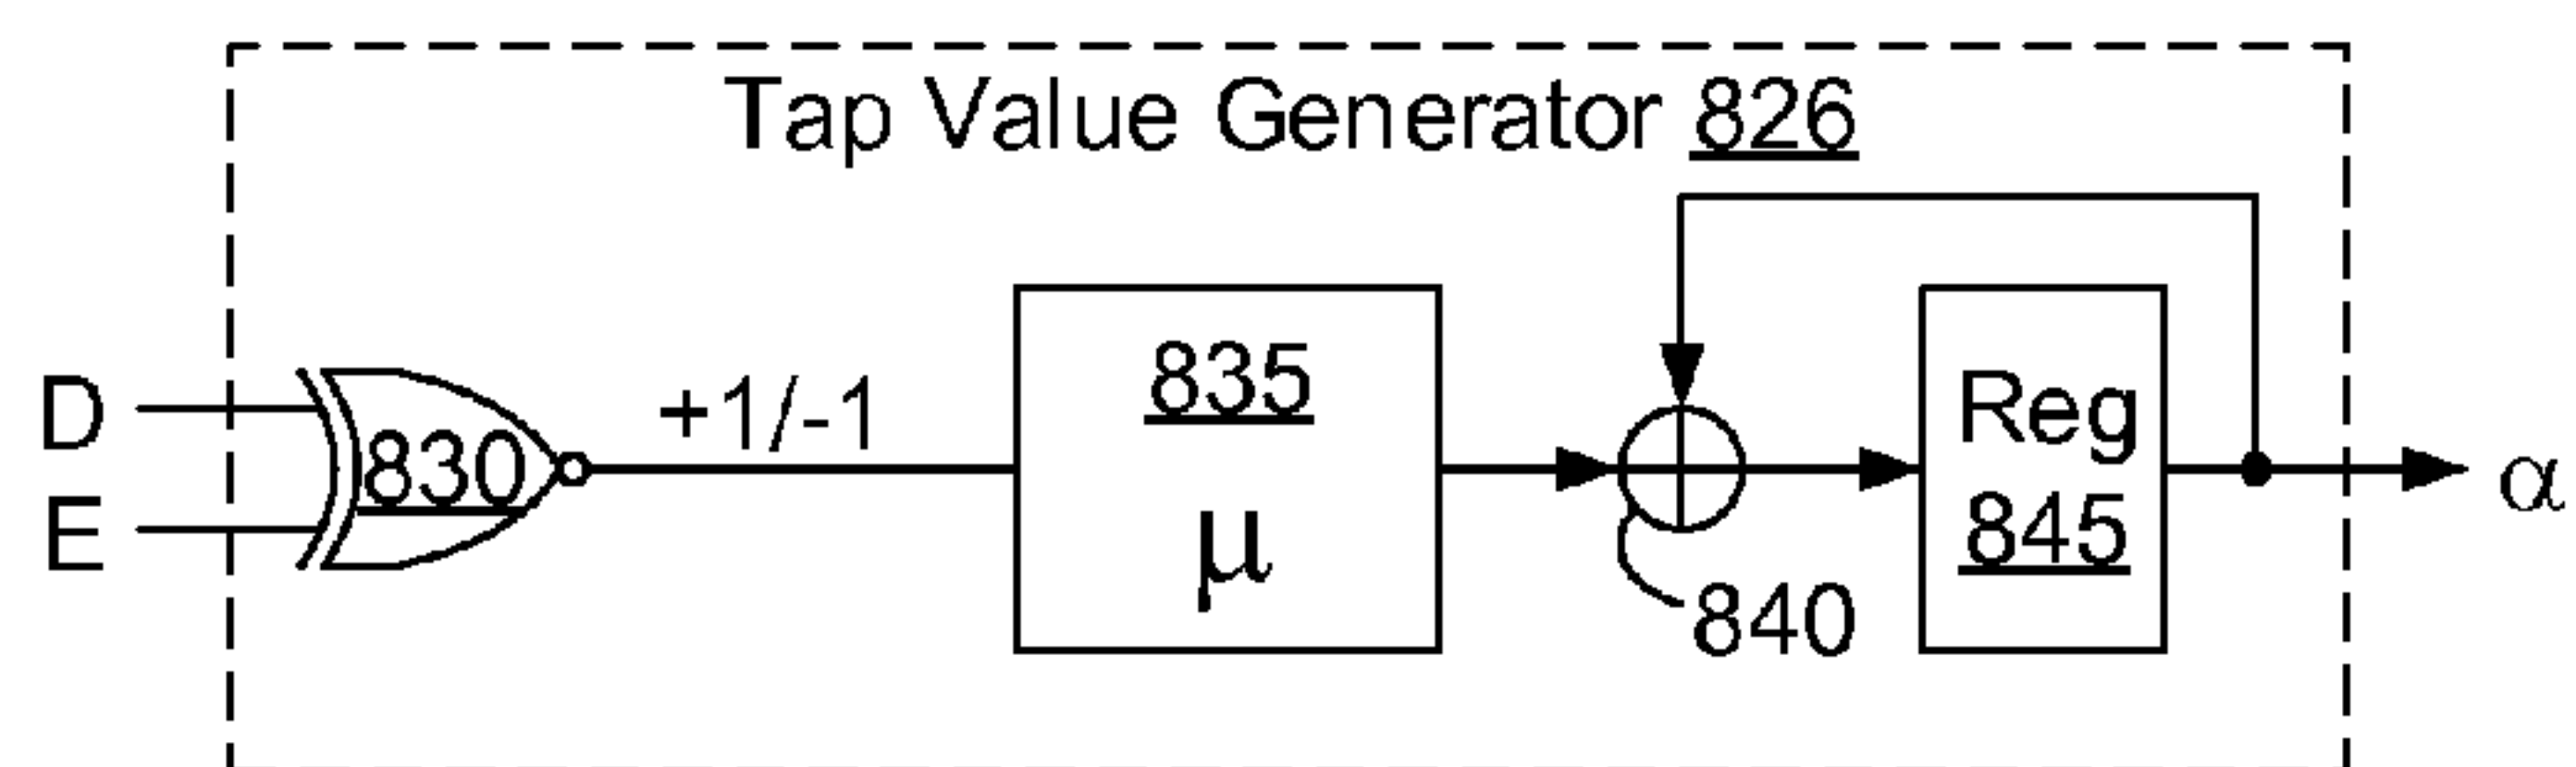 Tap Value Generator 826
D
E
830
+1/-1
835
μ
840
Reg
845
α